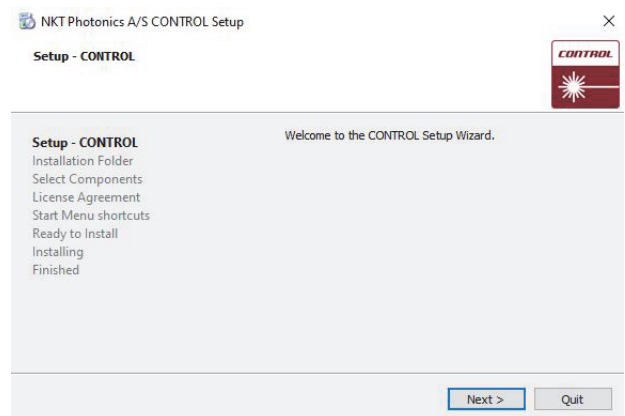 NKT Photonics A/S CONTROL Setup
Setup - CONTROL
CONTROL
Setup - CONTROL
Installation Folder
Select Components
License Agreement
Start Menu shortcuts
Ready to Install
Installing
Finished
Welcome to the CONTROL Setup Wizard.
Next >
Quit